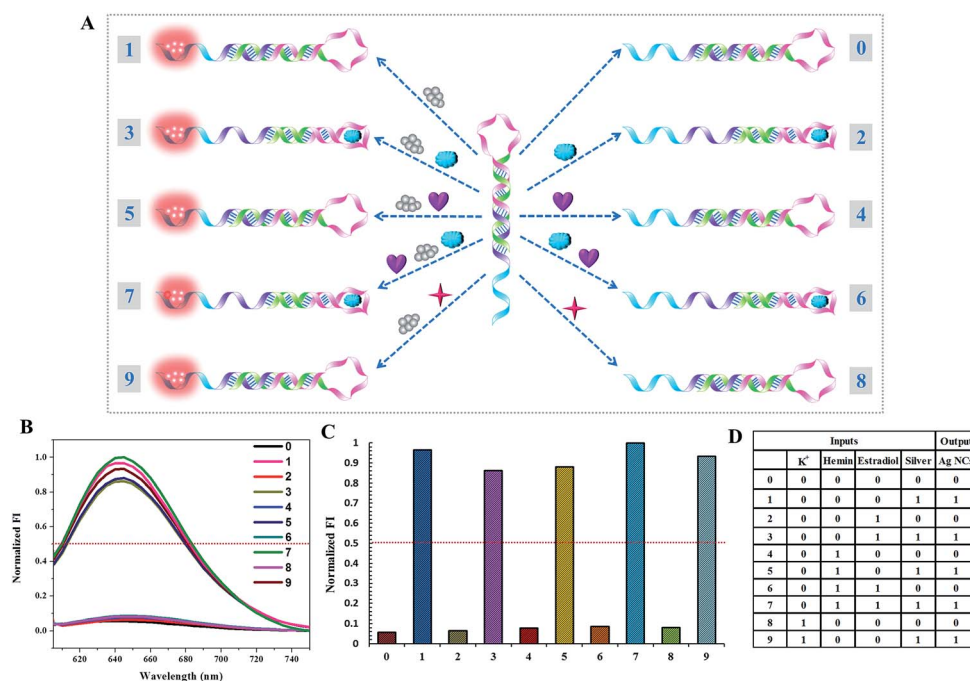 A
1
0
3
2
5
4
7
6
9
8
B
Normalized FI
1.0
0.8
0.6
0.4
0.2
0.0
620 640 660 680 700 720 740
Wavelength (nm)
0
1
2
3
4
5
6
7
8
9
C
Normalized FI
1
0.9
0.8
0.7
0.6
0.5
0.4
0.3
0.2
0.1
0
0 1 2 3 4 5 6 7 8 9
D
Inputs Output
K+ Hemin Estradiol Silver Ag NCs
0 0 0 0 0 0
1 0 0 0 1 1
2 0 0 1 0 0
3 0 0 1 1 1
4 0 1 0 0 0
5 0 1 0 1 1
6 0 1 1 0 0
7 0 1 1 1 1
8 1 0 0 0 0
9 1 0 0 1 1